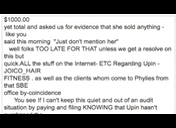 $1000.00
yet total and asked us for evidence that she sold anything -
like you
said this morning "Just don't mention her"
well folks TOO LATE FOR THAT unless we get a resolve on
this but
quick.ALL the stuff on the Internet- ETC Regarding Upin -
JOICO_HAIR
FITNESS . as well as the clients whom come to Phylies from
that SBE
office by-coincidence
You see if I can't keep this quiet and out of an audit
situation by paying and filing KNOWING that Upin hasn't